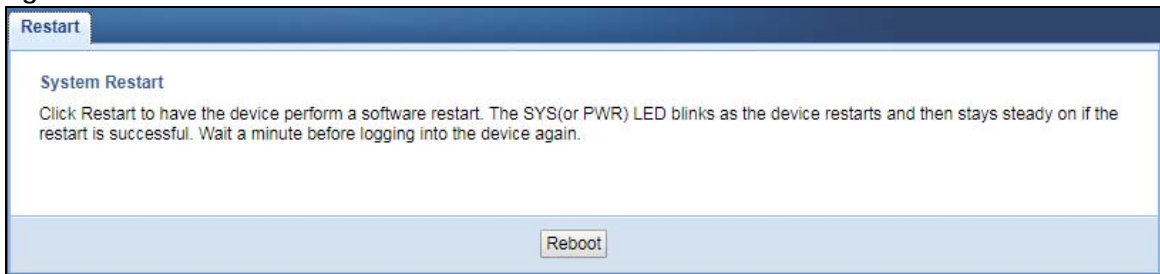 Restart
System Restart
Click Restart to have the device perform a software restart. The SYS(or PWR) LED blinks as the device restarts and then stays steady on if the
restart is successful. Wait a minute before logging into the device again.
Reboot